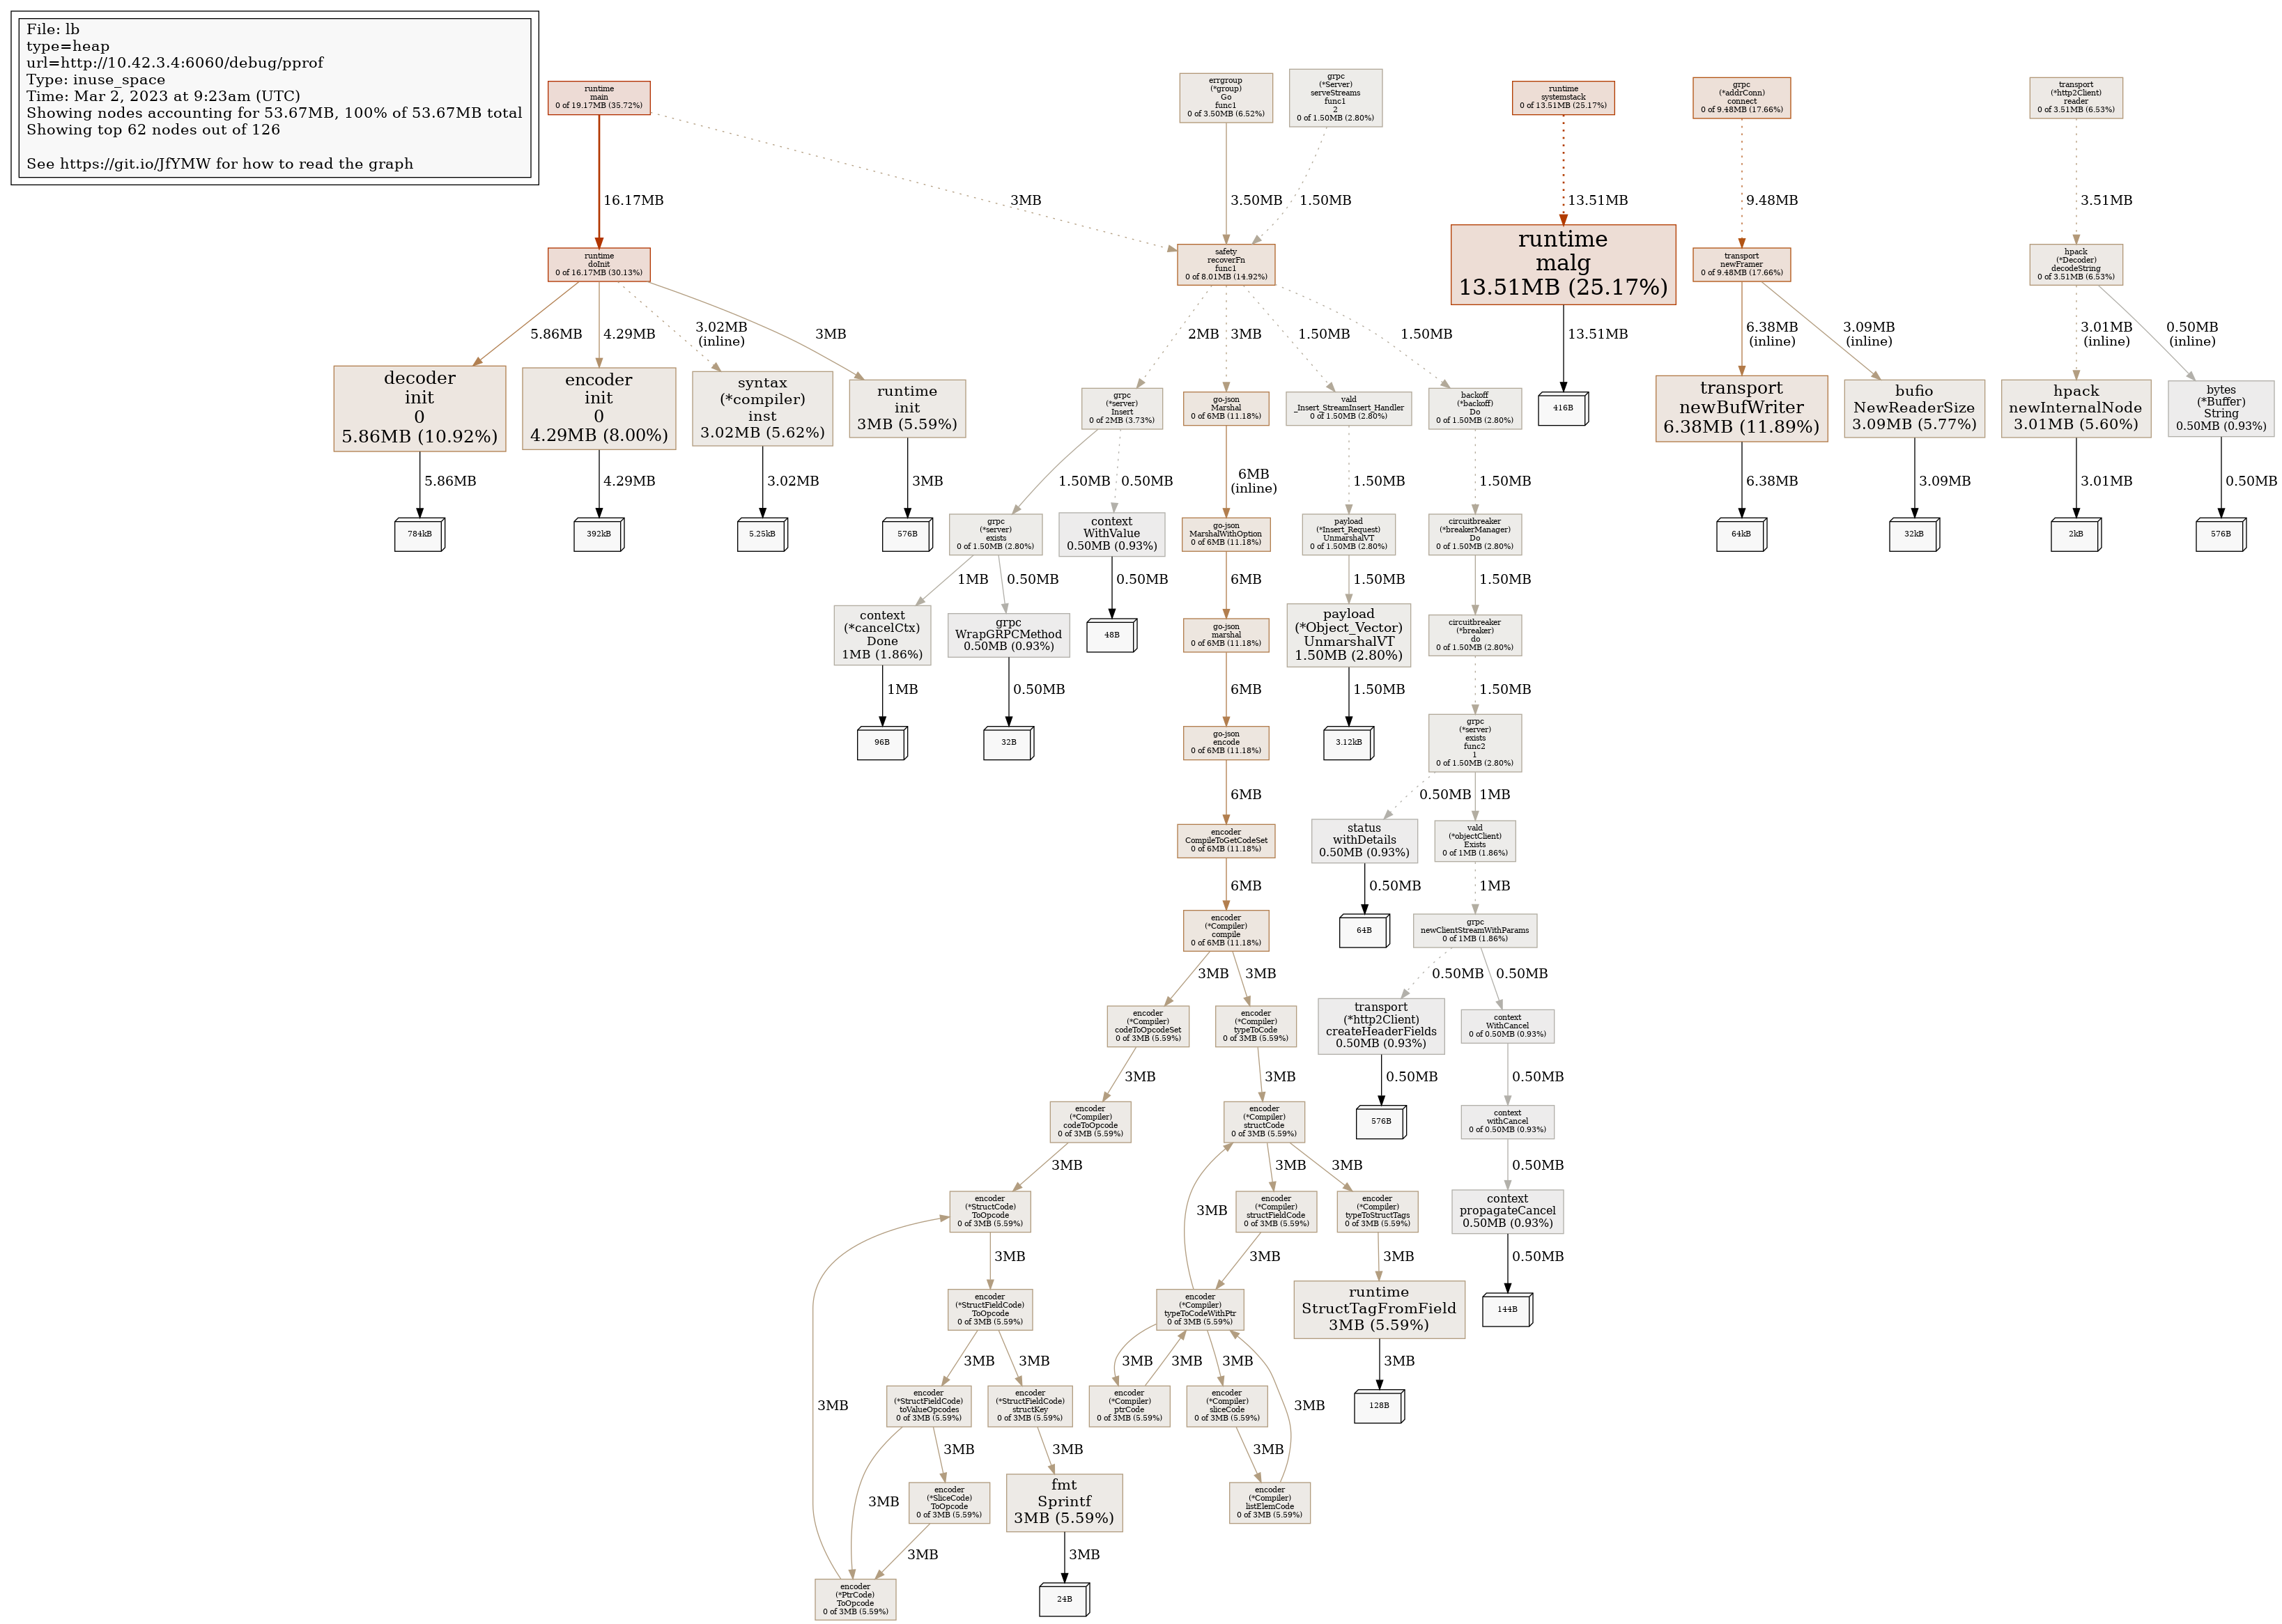 File: lb
type=heap
url=http://10.42.3.4:6060/debug/pprof
Type: inuse_space
Time: Mar 2, 2023 at 9:23am (UTC)
Showing nodes accounting for 53.67MB, 100% of 53.67MB total
Showing top 62 nodes out of 126
See https://git.io/JfYMW for how to read the graph
runtime
main
0 of 19.17MB (35.72%)
errgroup
(*group)
Go
func1
0 of 3.50MB (6.52%)
grpc
(*Server)
serveStreams
func1
2
0 of 1.50MB (2.80%)
runtime
systemstack
0 of 13.51MB (25.17%)
grpc
(*addrConn)
connect
0 of 9.48MB (17.66%)
transport
(*http2Client)
reader
0 of 3.51MB (6.53%)
16.17MB
3MB
3.50MB
1.50MB
13.51MB
9.48MB
3.51MB
runtime
doInit
0 of 16.17MB (30.13%)
safety
recoverFn
func1
0 of 8.01MB (14.92%)
runtime
malg
13.51MB (25.17%)
transport
newFramer
0 of 9.48MB (17.66%)
hpack
(*Decoder)
decodeString
0 of 3.51MB (6.53%)
5.86MB
4.29MB
3.02MB
(inline)
3MB
2MB
3MB
1.50MB
1.50MB
13.51MB
6.38MB
(inline)
3.09MB
(inline)
3.01MB
(inline)
0.50MB
(inline)
decoder
init
0
5.86MB (10.92%)
encoder
init
0
4.29MB (8.00%)
syntax
(*compiler)
inst
3.02MB (5.62%)
runtime
init
3MB (5.59%)
grpc
(*server)
Insert
0 of 2MB (3.73%)
go-json
Marshal
0 of 6MB (11.18%)
vald
_Insert_StreamInsert_Handler
0 of 1.50MB (2.80%)
backoff
(*backoff)
Do
0 of 1.50MB (2.80%)
416B
transport
newBufWriter
6.38MB (11.89%)
bufio
NewReaderSize
3.09MB (5.77%)
hpack
newInternalNode
3.01MB (5.60%)
bytes
(*Buffer)
String
0.50MB (0.93%)
5.86MB
4.29MB
3.02MB
3MB
1.50MB
0.50MB
6MB
(inline)
1.50MB
1.50MB
6.38MB
3.09MB
3.01MB
0.50MB
784kB
392kB
5.25kB
576B
grpc
(*server)
exists
0 of 1.50MB (2.80%)
context
WithValue
0.50MB (0.93%)
go-json
MarshalWithOption
0 of 6MB (11.18%)
payload
(*Insert_Request)
UnmarshalVT
0 of 1.50MB (2.80%)
circuitbreaker
(*breakerManager)
Do
0 of 1.50MB (2.80%)
64kB
32kB
2kB
576B
1MB
0.50MB
0.50MB
6MB
1.50MB
1.50MB
context
(*cancelCtx)
Done
1MB (1.86%)
grpc
WrapGRPCMethod
0.50MB (0.93%)
48B
go-json
marshal
0 of 6MB (11.18%)
payload
(*Object_Vector)
UnmarshalVT
1.50MB (2.80%)
circuitbreaker
(*breaker)
do
0 of 1.50MB (2.80%)
1MB
0.50MB
6MB
1.50MB
1.50MB
96B
32B
go-json
encode
0 of 6MB (11.18%)
3.12kB
grpc
(*server)
exists
func2
1
0 of 1.50MB (2.80%)
6MB
0.50MB
1MB
encoder
CompileToGetCodeSet
0 of 6MB (11.18%)
status
withDetails
0.50MB (0.93%)
vald
(*objectClient)
Exists
0 of 1MB (1.86%)
6MB
0.50MB
1MB
encoder
(*Compiler)
compile
0 of 6MB (11.18%)
64B
grpc
newClientStreamWithParams
0 of 1MB (1.86%)
3MB
3MB
0.50MB
0.50MB
encoder
(*Compiler)
codeToOpcodeSet
0 of 3MB (5.59%)
encoder
(*Compiler)
typeToCode
0 of 3MB (5.59%)
transport
(*http2Client)
createHeaderFields
0.50MB (0.93%)
context
WithCancel
0 of 0.50MB (0.93%)
3MB
3MB
0.50MB
0.50MB
encoder
(*Compiler)
codeToOpcode
0 of 3MB (5.59%)
encoder
(*Compiler)
structCode
0 of 3MB (5.59%)
576B
context
withCancel
0 of 0.50MB (0.93%)
3MB
3MB
3MB
0.50MB
encoder
(*StructCode)
ToOpcode
0 of 3MB (5.59%)
3MB
encoder
(*Compiler)
structFieldCode
0 of 3MB (5.59%)
encoder
(*Compiler)
typeToStructTags
0 of 3MB (5.59%)
context
propagateCancel
0.50MB (0.93%)
3MB
3MB
3MB
0.50MB
encoder
(*StructFieldCode)
ToOpcode
0 of 3MB (5.59%)
encoder
(*Compiler)
typeToCodeWithPtr
0 of 3MB (5.59%)
runtime
StructTagFromField
3MB (5.59%)
144B
3MB
3MB
3MB
3MB
3MB
3MB
3MB
encoder
(*StructFieldCode)
toValueOpcodes
0 of 3MB (5.59%)
encoder
(*StructFieldCode)
structKey
0 of 3MB (5.59%)
encoder
(*Compiler)
ptrCode
0 of 3MB (5.59%)
encoder
(*Compiler)
sliceCode
0 of 3MB (5.59%)
3MB
128B
3MB
3MB
3MB
3MB
encoder
(*SliceCode)
ToOpcode
0 of 3MB (5.59%)
fmt
Sprintf
3MB (5.59%)
encoder
(*Compiler)
listElemCode
0 of 3MB (5.59%)
3MB
3MB
encoder
(*PtrCode)
ToOpcode
0 of 3MB (5.59%)
24B